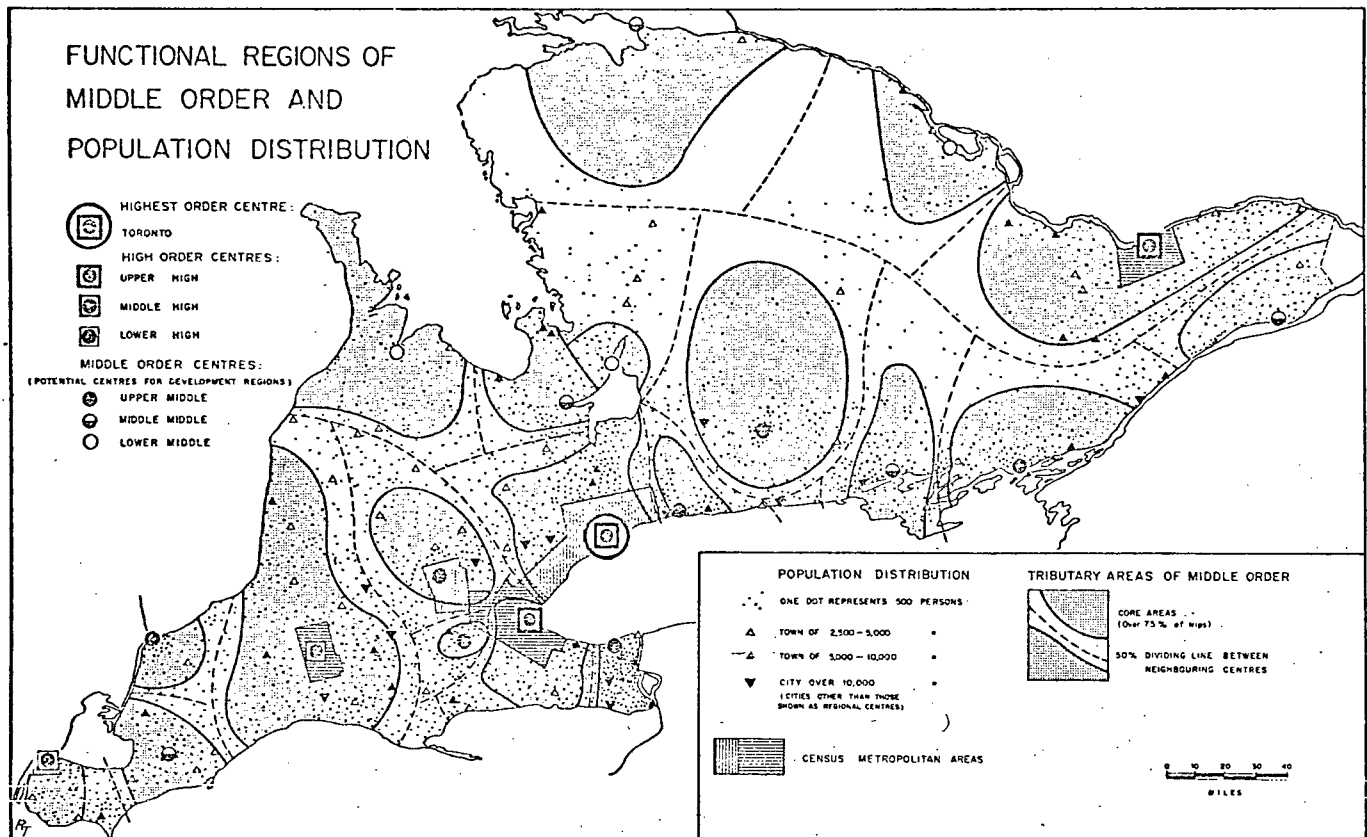 FUNCTIONAL REGIONS OF
MIDDLE ORDER AND
POPULATION DISTRIBUTION
HIGHEST ORDER CENTRE:
TORONTO
HIGH ORDER CENTRES:
UPPER HIGH
MIDDLE HIGH
LOWER HIGH
MIDDLE ORDER CENTRES:
(POTENTIAL CENTRES FOR DEVELOPMENT REGIONS)
UPPER MIDDLE
MIDDLE MIDDLE
LOWER MIDDLE
POPULATION DISTRIBUTION
ONE DOT REPRESENTS 500 PERSONS
TOWN OF 2,500-5,000 "
TOWN OF 5,000-10,000 "
CITY OVER 10,000 "
(CITIES OTHER THAN THOSE
SHOWN AS REGIONAL CENTRES)
CENSUS METROPOLITAN AREAS
TRIBUTARY AREAS OF MIDDLE ORDER
CORE AREAS
(Over 75% of trips)
50% DIVIDING LINE BETWEEN
NEIGHBOURING CENTRES
0 10 20 30 40
MILES
RT